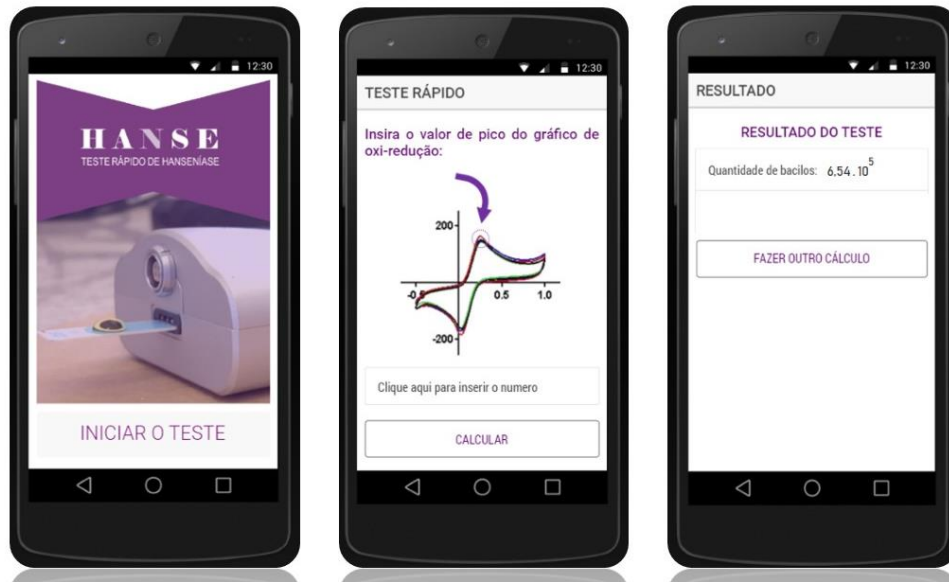 12:30
HANSE
TESTE RÁPIDO DE HANSENÍASE
INICIAR O TESTE
12:30
TESTE RÁPIDO
Insira o valor de pico do gráfico de
oxi-redução:
200
-0.5
0.5
1.0
-200
Clique aqui para inserir o numero
CALCULAR
12:30
RESULTADO
RESULTADO DO TESTE
Quantidade de bacilos: 6,54.10⁵
FAZER OUTRO CÁLCULO